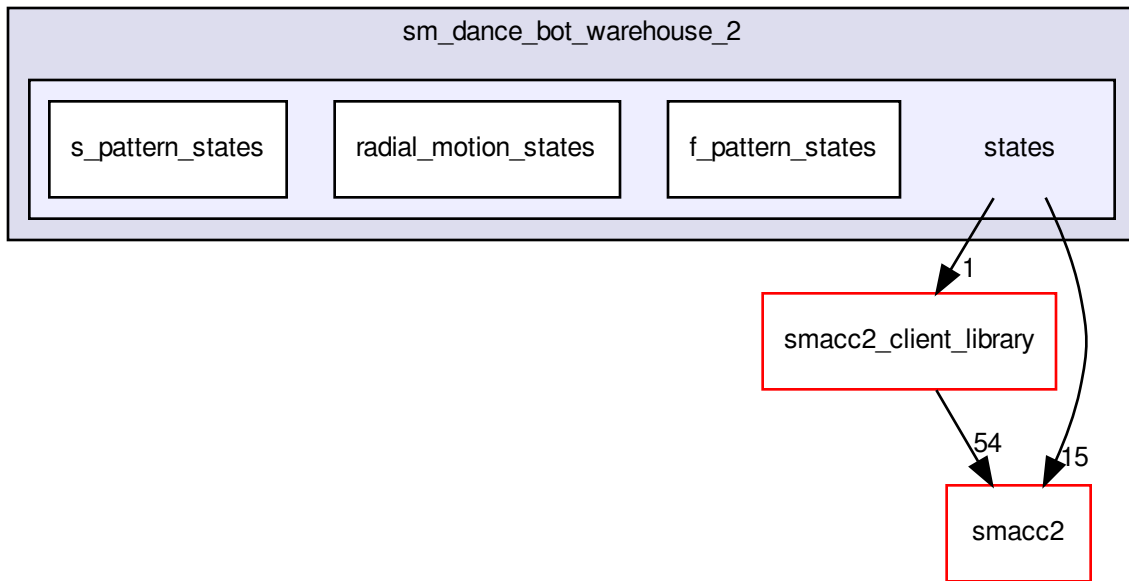 sm_dance_bot_warehouse_2
s_pattern_states
radial_motion_states
f_pattern_states
states
1
smacc2_client_library
54
15
smacc2